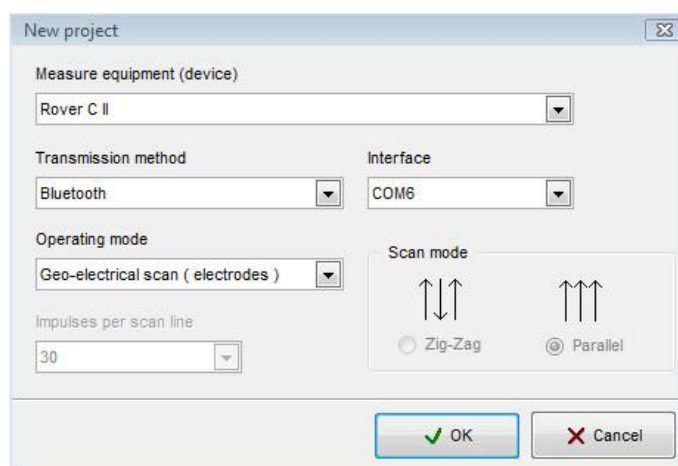 New project
Measure equipment (device)
Rover C II
Transmission method
Interface
Bluetooth
COM6
Operating mode
Scan mode
Geo-electrical scan ( electrodes )
Impulses per scan line
Zig-Zag
Parallel
30
OK
Cancel